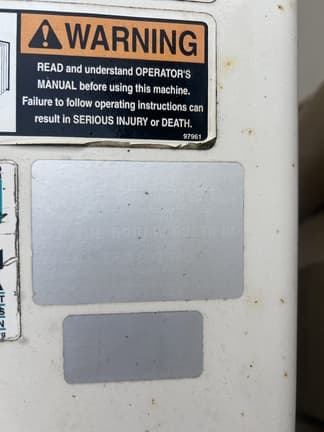 WARNING
READ and understand OPERATOR'S
MANUAL before using this machine.
Failure to follow operating instructions can
result in SERIOUS INJURY or DEATH.
97961
A
T
S
N